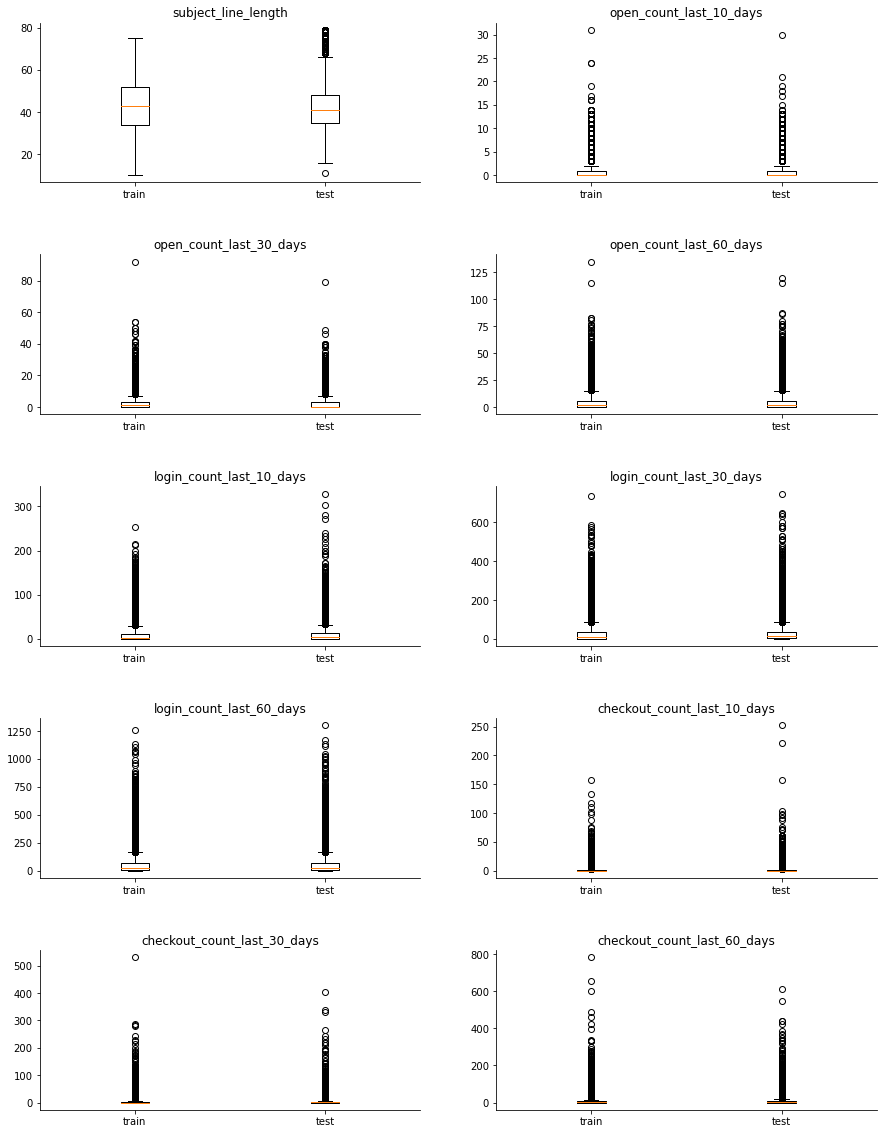 subject_line_length
80
60
40
20
train
test
open_count_last_10_days
30
25
20
15
10
5
0
train
test
open_count_last_30_days
80
60
40
20
0
train
test
open_count_last_60_days
125
100
75
50
25
0
train
test
login_count_last_10_days
300
200
100
0
train
test
login_count_last_30_days
600
400
200
0
train
test
login_count_last_60_days
1250
1000
750
500
250
0
train
test
checkout_count_last_10_days
250
200
150
100
50
0
train
test
checkout_count_last_30_days
500
400
300
200
100
0
train
test
checkout_count_last_60_days
800
600
400
200
0
train
test